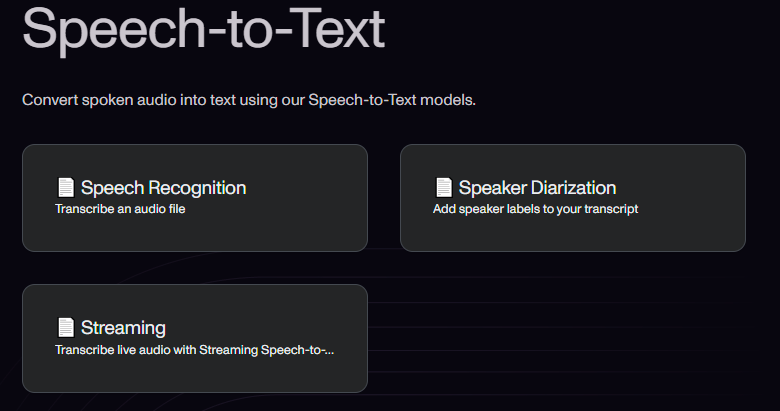 Speech-to-Text
Convert spoken audio into text using our Speech-to-Text models.
Speech Recognition
Transcribe an audio file
Speaker Diarization
Add speaker labels to your transcript
Streaming
Transcribe live audio with Streaming Speech-to-...